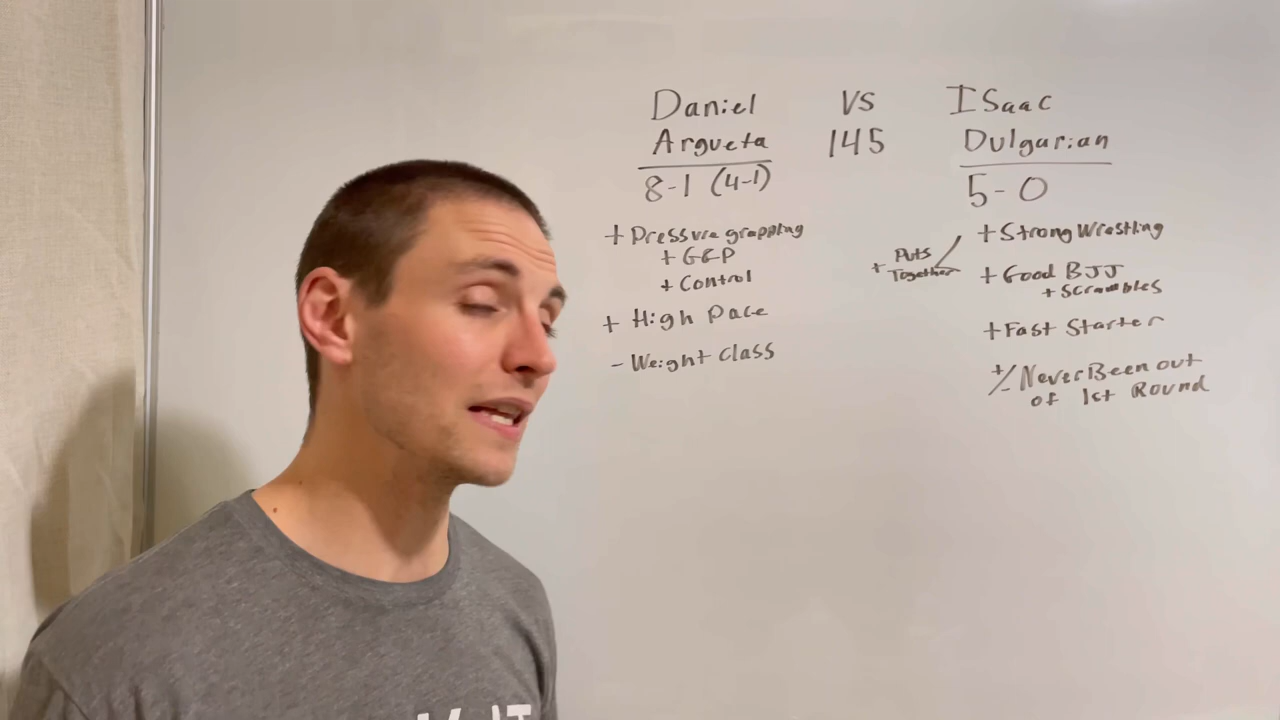 Daniel VS ISaac
Argueta 145 Dulgarian
8-1 (4-1) 5-0
+ Pressure grappling
+ G&P
+ Control
+ High Pace
- Weight Class
+ Strong Wrestling
+ Puts
Together
+ Good BJJ
+ Scrambles
+ Fast Starter
+/- Never Been out
of 1st Round